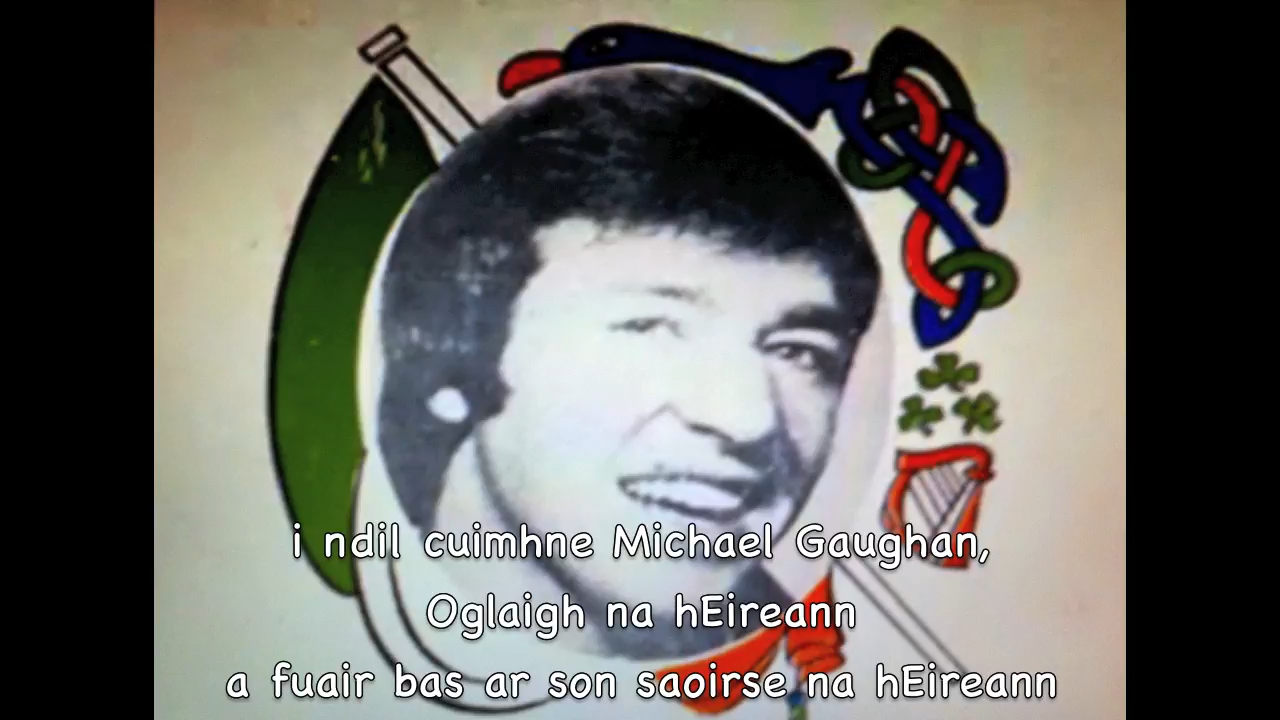 i ndil cuimhne Michael Gaughan,
Oglaigh na hEireann
a fuair bas ar son saoirse na hEireann